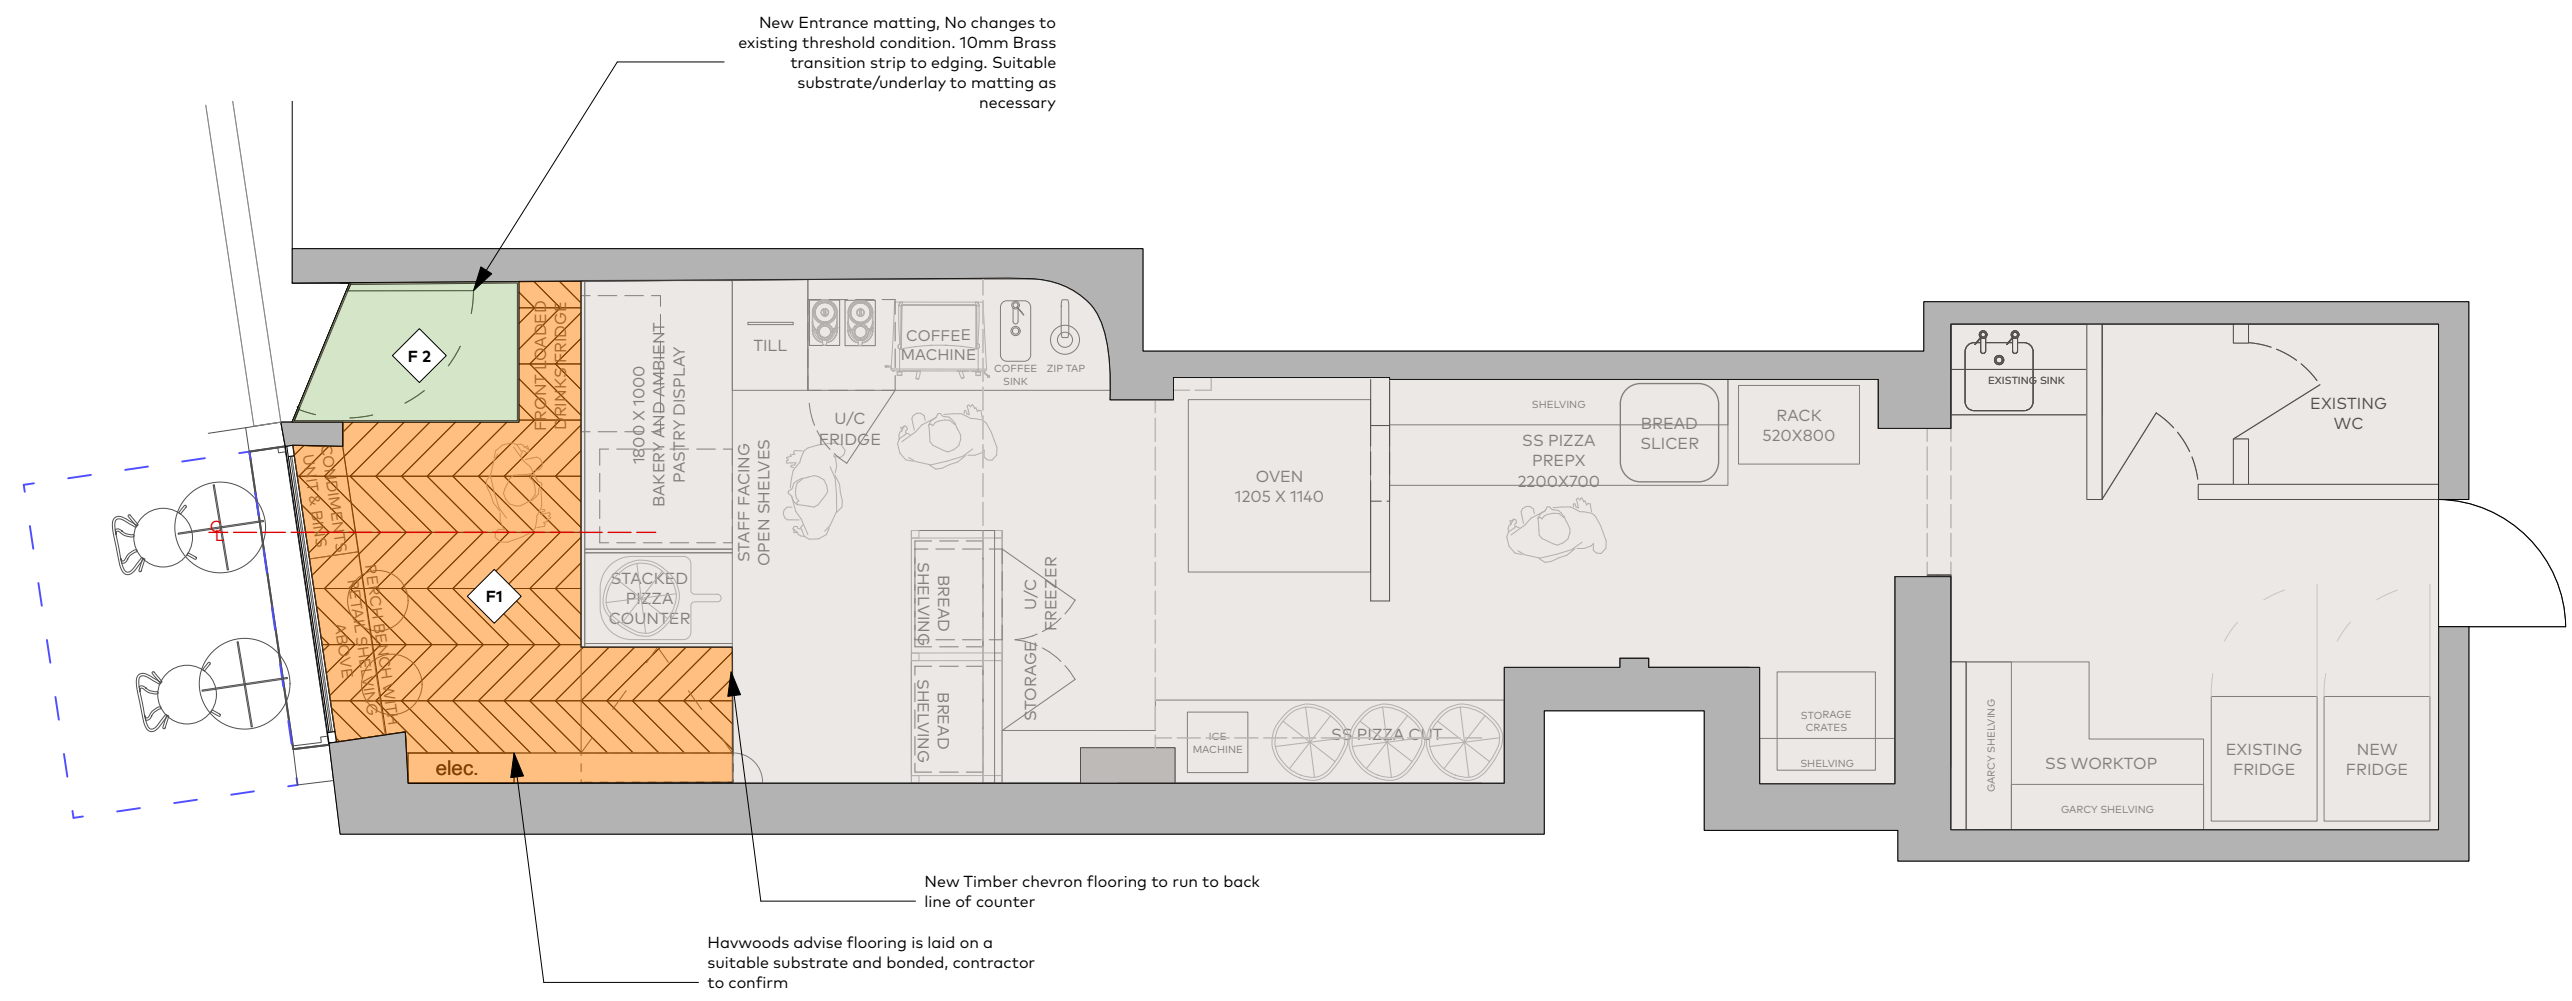 New Entrance matting, No changes to
existing threshold condition. 10mm Brass
transition strip to edging. Suitable
substrate/underlay to matting as
necessary
F 2
FRONT LOADED
DRINKS FRIDGE
1800 X 1000
BAKERY AND AMBIENT
PASTRY DISPLAY
TILL
COFFEE
MACHINE
COFFEE
SINK
ZIP TAP
U/C
FRIDGE
STAFF FACING
OPEN SHELVES
CONDIMENTS
UNIT & BINS
PERCH BENCH WITH
RETAIL SHELVING
ABOVE
F1
STACKED
PIZZA
COUNTER
elec.
BREAD
SHELVING
BREAD
SHELVING
U/C
FREEZER
STORAGE
OVEN
1205 X 1140
SHELVING
SS PIZZA
PREPX
2200X700
BREAD
SLICER
RACK
520X800
ICE
MACHINE
SS PIZZA CUT
STORAGE
CRATES
SHELVING
EXISTING SINK
EXISTING
WC
GARCY SHELVING
SS WORKTOP
GARCY SHELVING
EXISTING
FRIDGE
NEW
FRIDGE
New Timber chevron flooring to run to back
line of counter
Havwoods advise flooring is laid on a
suitable substrate and bonded, contractor
to confirm